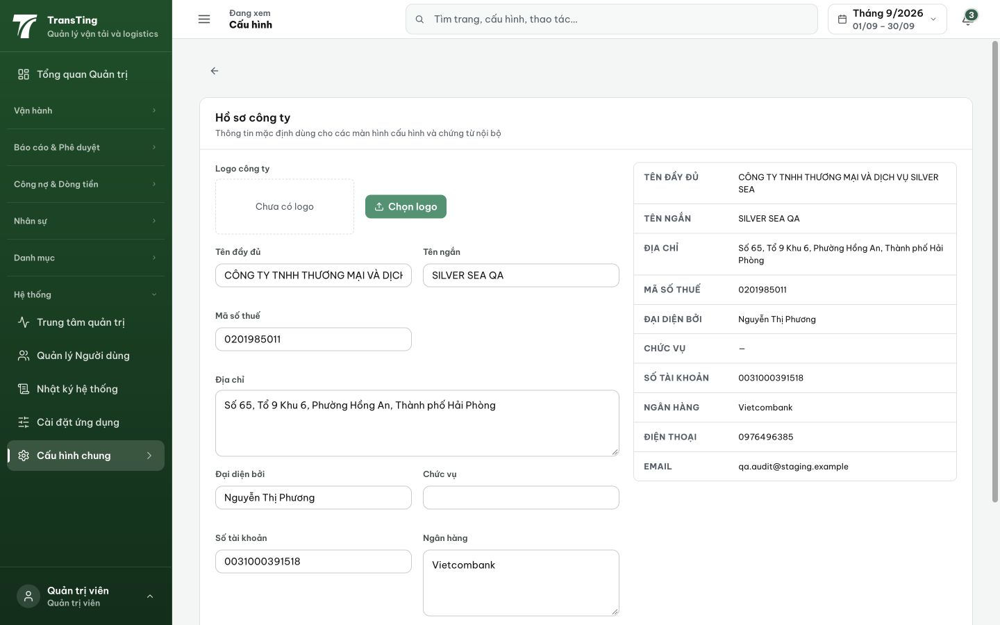 TransTing
Quản lý vận tải và logistics
Tổng quan Quản trị
Vận hành
Báo cáo & Phê duyệt
Công nợ & Dòng tiền
Nhân sự
Danh mục
Hệ thống
Trung tâm quản trị
Quản lý Người dùng
Nhật ký hệ thống
Cài đặt ứng dụng
Cấu hình chung
Quản trị viên
Quản trị viên
Đang xem
Cấu hình
Tìm trang, cấu hình, thao tác...
Tháng 9/2026
01/09 – 30/09
3
Hồ sơ công ty
Thông tin mặc định dùng cho các màn hình cấu hình và chứng từ nội bộ
Logo công ty
Chưa có logo
Chọn logo
Tên đầy đủ
Tên ngắn
CÔNG TY TNHH THƯƠNG MẠI VÀ DỊCH
SILVER SEA QA
Mã số thuế
0201985011
Địa chỉ
Số 65, Tổ 9 Khu 6, Phường Hồng An, Thành phố Hải Phòng
Đại diện bởi
Chức vụ
Nguyễn Thị Phương
Số tài khoản
Ngân hàng
0031000391518
Vietcombank
TÊN ĐẦY ĐỦ
CÔNG TY TNHH THƯƠNG MẠI VÀ DỊCH VỤ SILVER
SEA
TÊN NGẮN
SILVER SEA QA
ĐỊA CHỈ
Số 65, Tổ 9 Khu 6, Phường Hồng An, Thành phố Hải
Phòng
MÃ SỐ THUẾ
0201985011
ĐẠI DIỆN BỞI
Nguyễn Thị Phương
CHỨC VỤ
—
SỐ TÀI KHOẢN
0031000391518
NGÂN HÀNG
Vietcombank
ĐIỆN THOẠI
0976496385
EMAIL
qa.audit@staging.example